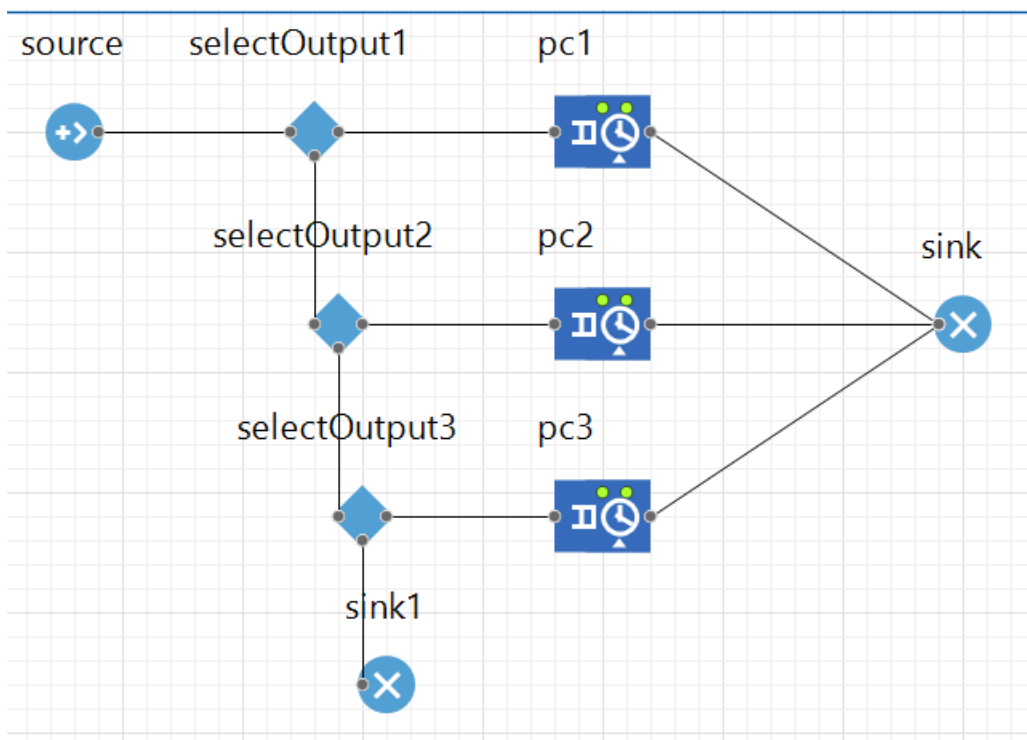 source
selectOutput1
pc1
selectOutput2
pc2
sink
selectOutput3
pc3
sink1